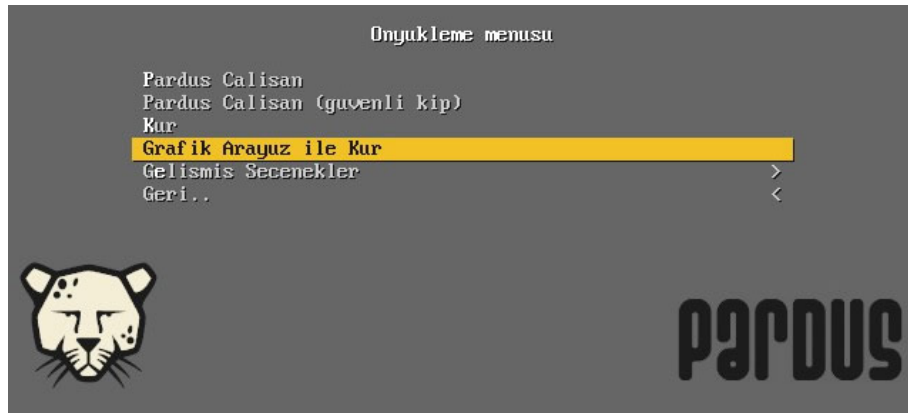 Onyukleme menusu
Pardus Calisan
Pardus Calisan (guvenli kip)
Kur
Grafik Arayuz ile Kur
Gelismis Secenekler >
Geri.. <
PARDUS